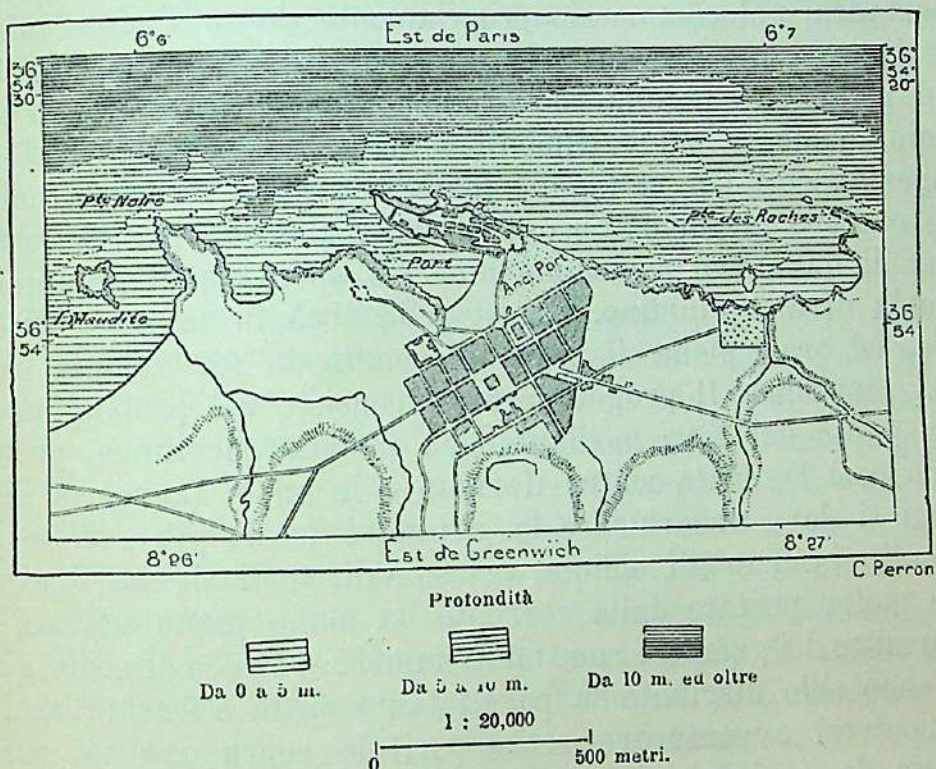 6°6'
Est de Paris
6°7'
36°
54'
30"
36°
54'
20"
Pte Noire
Pte des Roches
Port
Anc. Port
I. Maudite
36°
54'
36°
54'
8°26'
Est de Greenwich
8°27'
C Perron
Profondità
Da 0 a 5 m.
Da 5 a 10 m.
Da 10 m. ed oltre
1 : 20,000
0
500 metri.